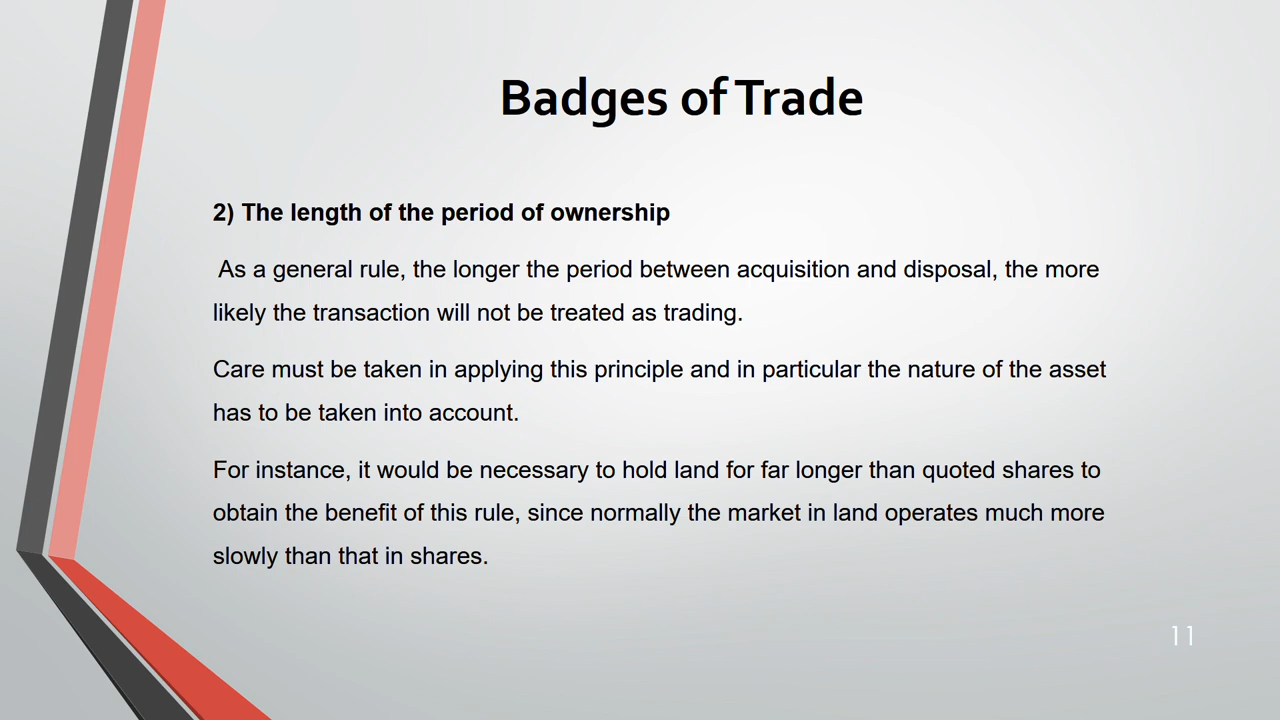 Badges of Trade
2) The length of the period of ownership
As a general rule, the longer the period between acquisition and disposal, the more
likely the transaction will not be treated as trading.
Care must be taken in applying this principle and in particular the nature of the asset
has to be taken into account.
For instance, it would be necessary to hold land for far longer than quoted shares to
obtain the benefit of this rule, since normally the market in land operates much more
slowly than that in shares.
11